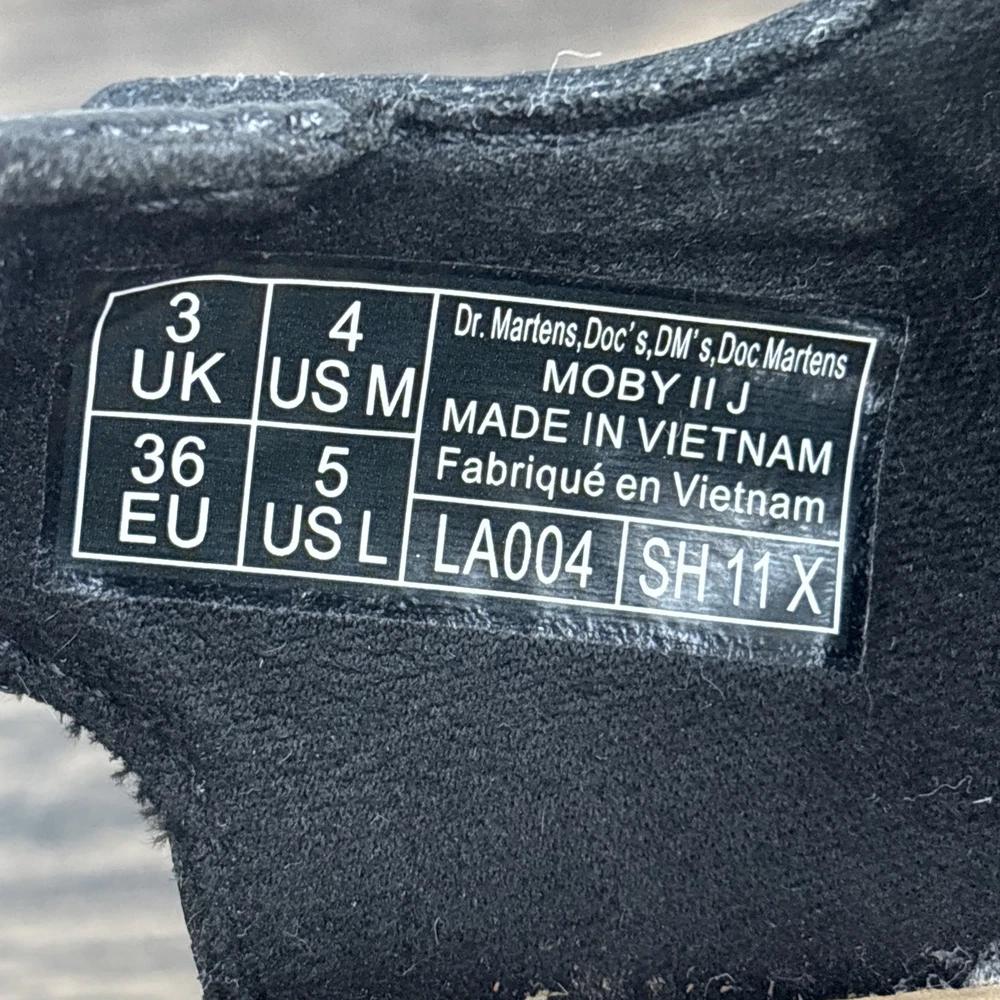 3
UK
4
US M
36
EU
5
US L
Dr. Martens,Doc's,DM's,Doc Martens
MOBY II J
MADE IN VIETNAM
Fabriqué en Vietnam
LA004
SH 11 X